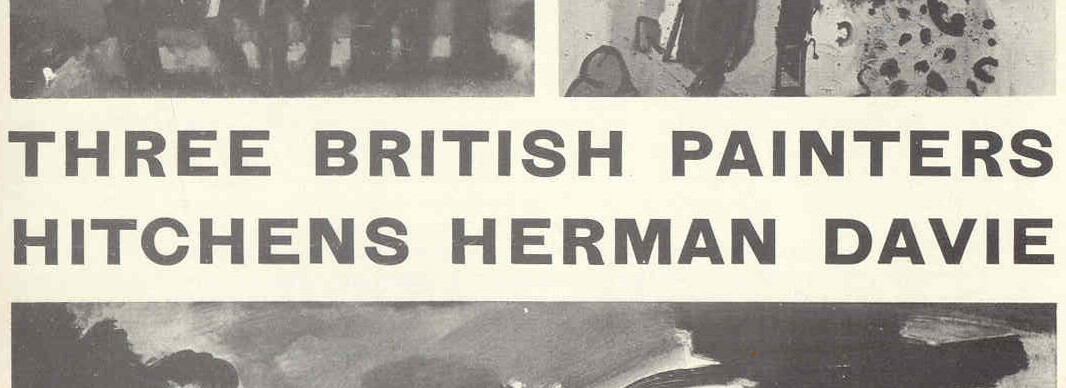 THREE BRITISH PAINTERS
HITCHENS HERMAN DAVIE